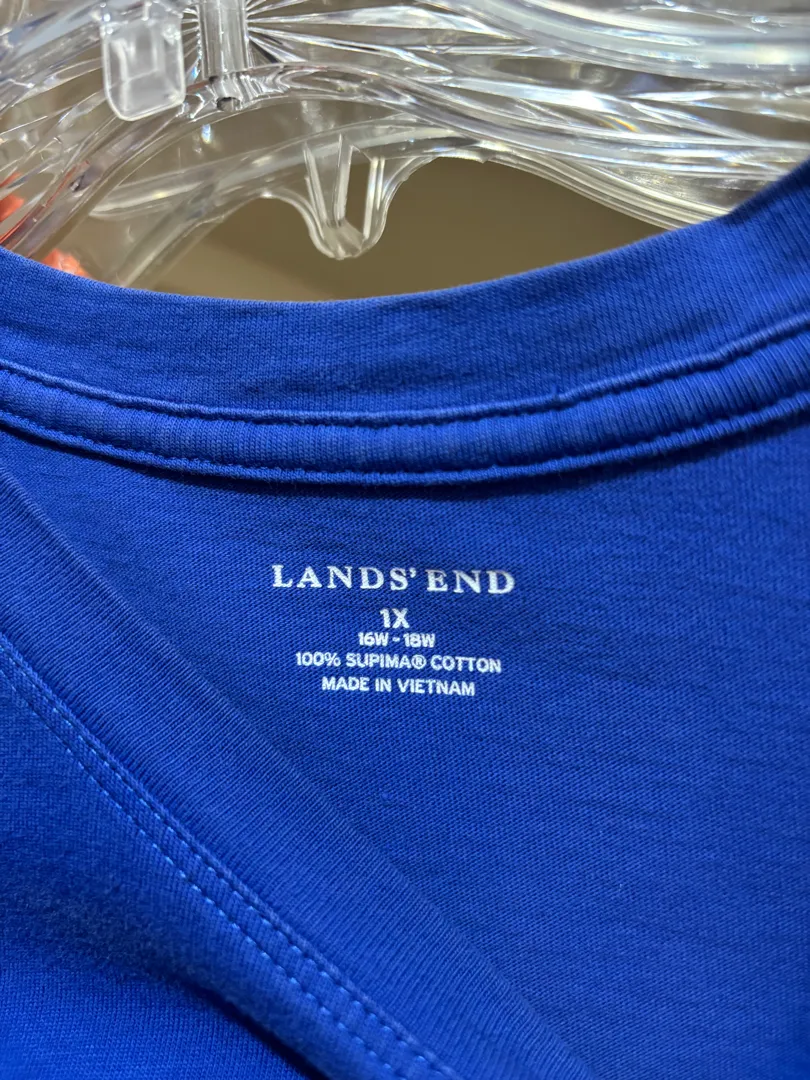 LANDS' END
1X
16W - 18W
100% SUPIMA® COTTON
MADE IN VIETNAM